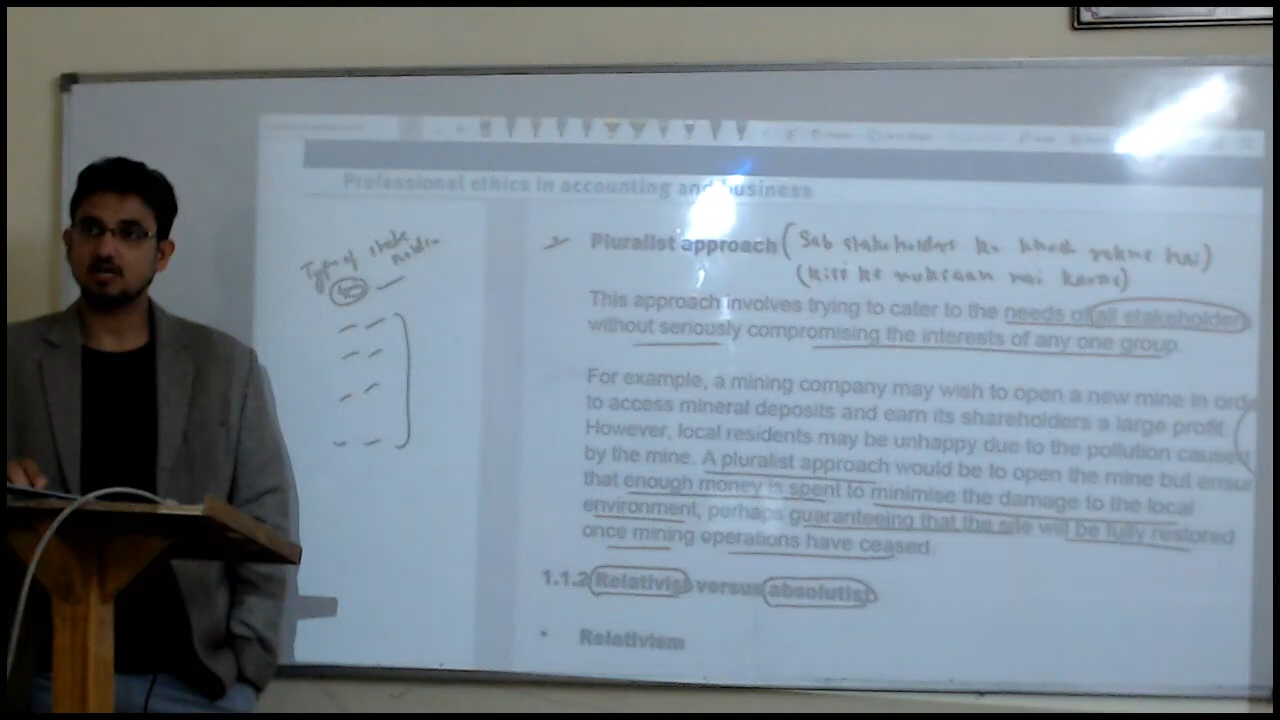 Professional ethics in accounting and business
Types of stake
holder
Pluralist approach (Sab stakeholders ko khush rakhna hai)
(kisi ka nuksaan nai karna)
This approach involves trying to cater to the needs of all stakeholder
without seriously compromising the interests of any one group.
For example, a mining company may wish to open a new mine in orde
to access mineral deposits and earn its shareholders a large profit.
However, local residents may be unhappy due to the pollution caused
by the mine. A pluralist approach would be to open the mine but ensur
that enough money is spent to minimise the damage to the local
environment, perhaps guaranteeing that the site will be fully restored
once mining operations have ceased.
1.1.2 Relativist versus absolutist
• Relativism